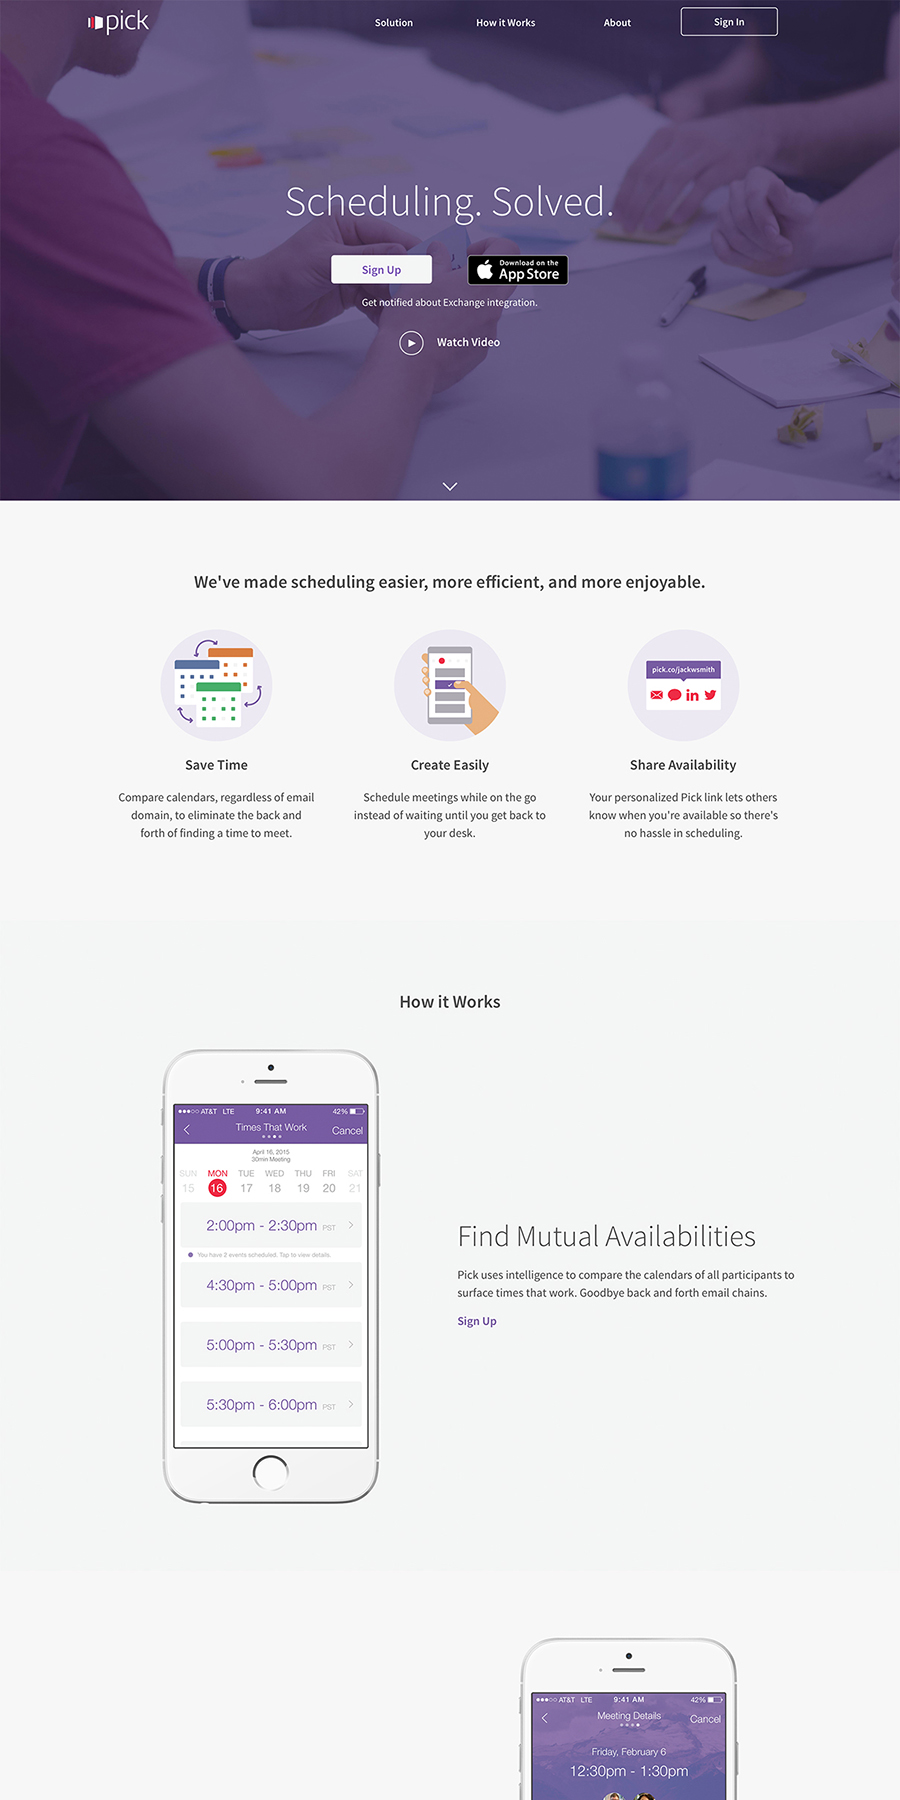 pick
Solution
How it Works
About
Sign In
Scheduling. Solved.
Sign Up
Download on the
App Store
Get notified about Exchange integration.
Watch Video
We've made scheduling easier, more efficient, and more enjoyable.
pick.co/jackwsmith
in
Save Time
Compare calendars, regardless of email
domain, to eliminate the back and
forth of finding a time to meet.
Create Easily
Schedule meetings while on the go
instead of waiting until you get back to
your desk.
Share Availability
Your personalized Pick link lets others
know when you're available so there's
no hassle in scheduling.
How it Works
AT&T LTE 9:41 AM 42%
Times That Work Cancel
April 16, 2015
30min Meeting
SUN MON TUE WED THU FRI SAT
15 16 17 18 19 20 21
2:00pm - 2:30pm PST
You have 2 events scheduled. Tap to view details.
4:30pm - 5:00pm PST
5:00pm - 5:30pm PST
5:30pm - 6:00pm PST
Find Mutual Availabilities
Pick uses intelligence to compare the calendars of all participants to
surface times that work. Goodbye back and forth email chains.
Sign Up
AT&T LTE 9:41 AM 42%
Meeting Details Cancel
Friday, February 6
12:30pm - 1:30pm